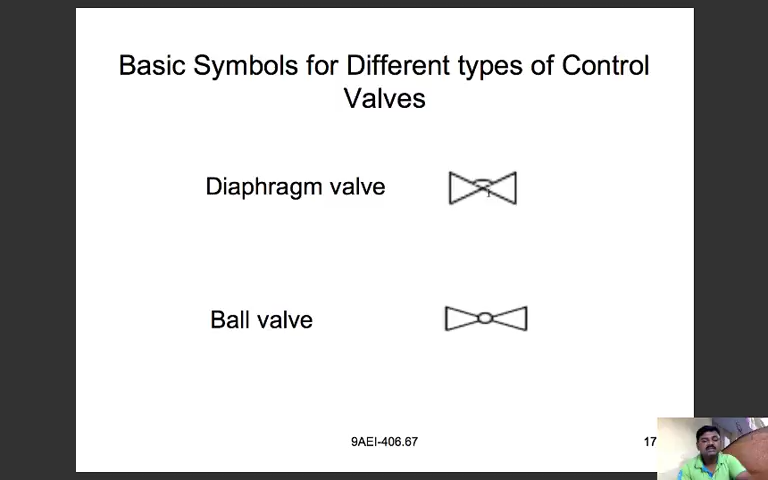 Basic Symbols for Different types of Control
Valves
Diaphragm valve
Ball valve
9AEI-406.67
17